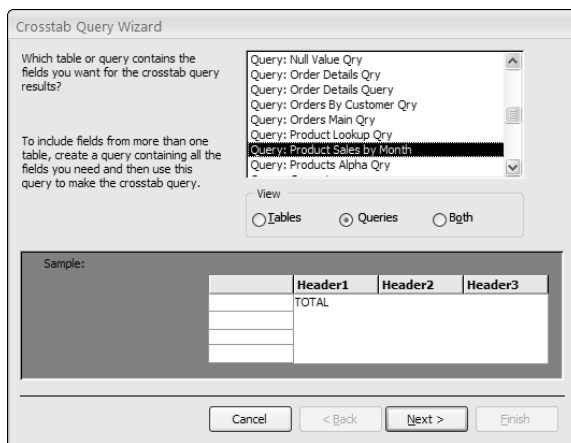 Crosstab Query Wizard
Which table or query contains the
fields you want for the crosstab query
results?
To include fields from more than one
table, create a query containing all the
fields you need and then use this
query to make the crosstab query.
Query: Null Value Qry
Query: Order Details Qry
Query: Order Details Query
Query: Orders By Customer Qry
Query: Orders Main Qry
Query: Product Lookup Qry
Query: Product Sales by Month
Query: Products Alpha Qry
View
Tables Queries Both
Sample:
Header1 Header2 Header3
TOTAL
Cancel < Back Next > Finish